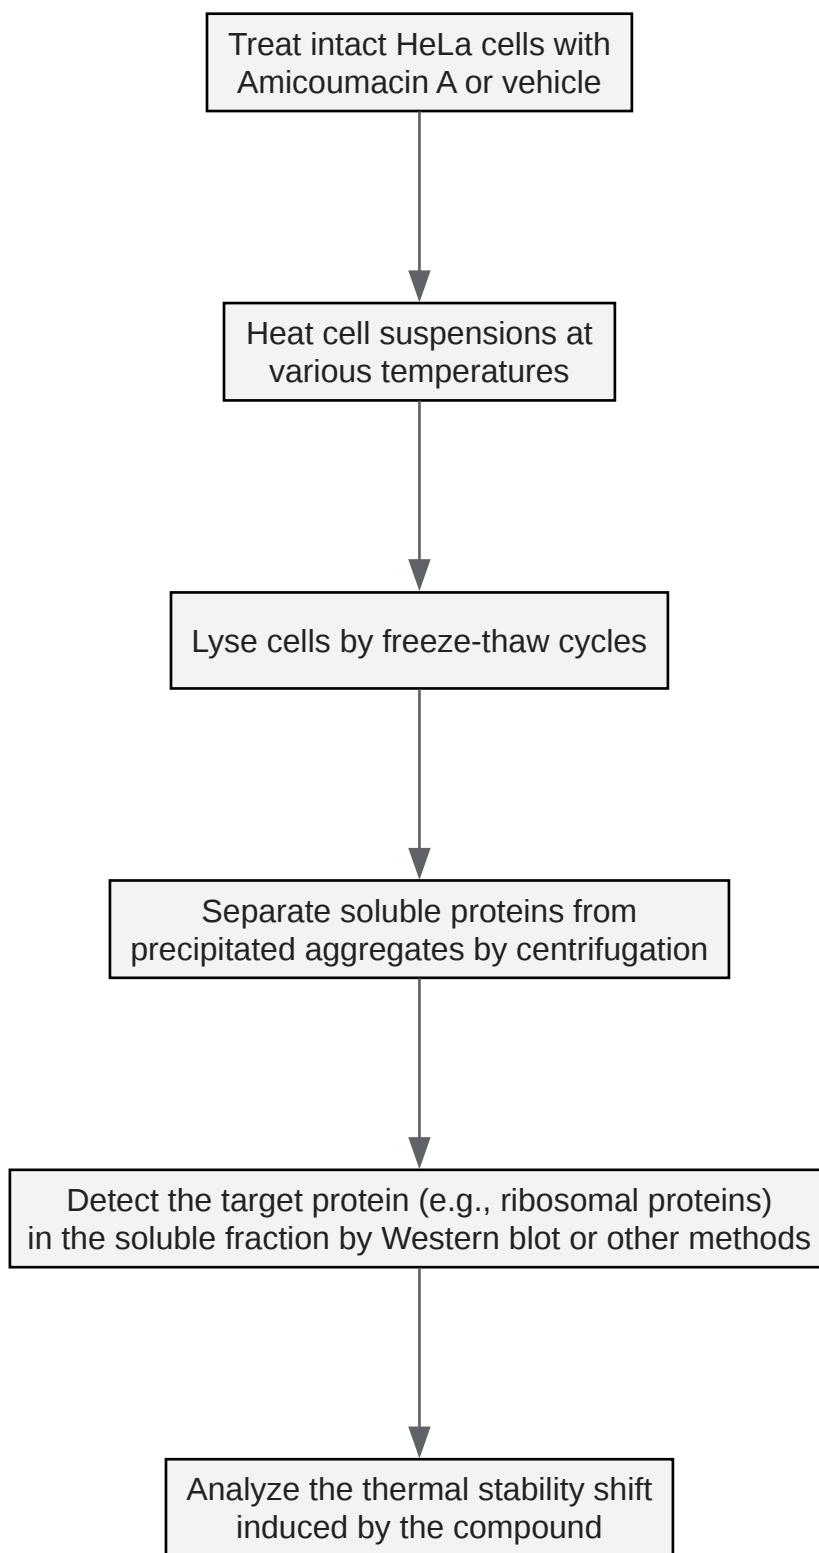 Treat intact HeLa cells with
Amicoumacin A or vehicle
Heat cell suspensions at
various temperatures
Lyse cells by freeze-thaw cycles
Separate soluble proteins from
precipitated aggregates by centrifugation
Detect the target protein (e.g., ribosomal proteins)
in the soluble fraction by Western blot or other methods
Analyze the thermal stability shift
induced by the compound